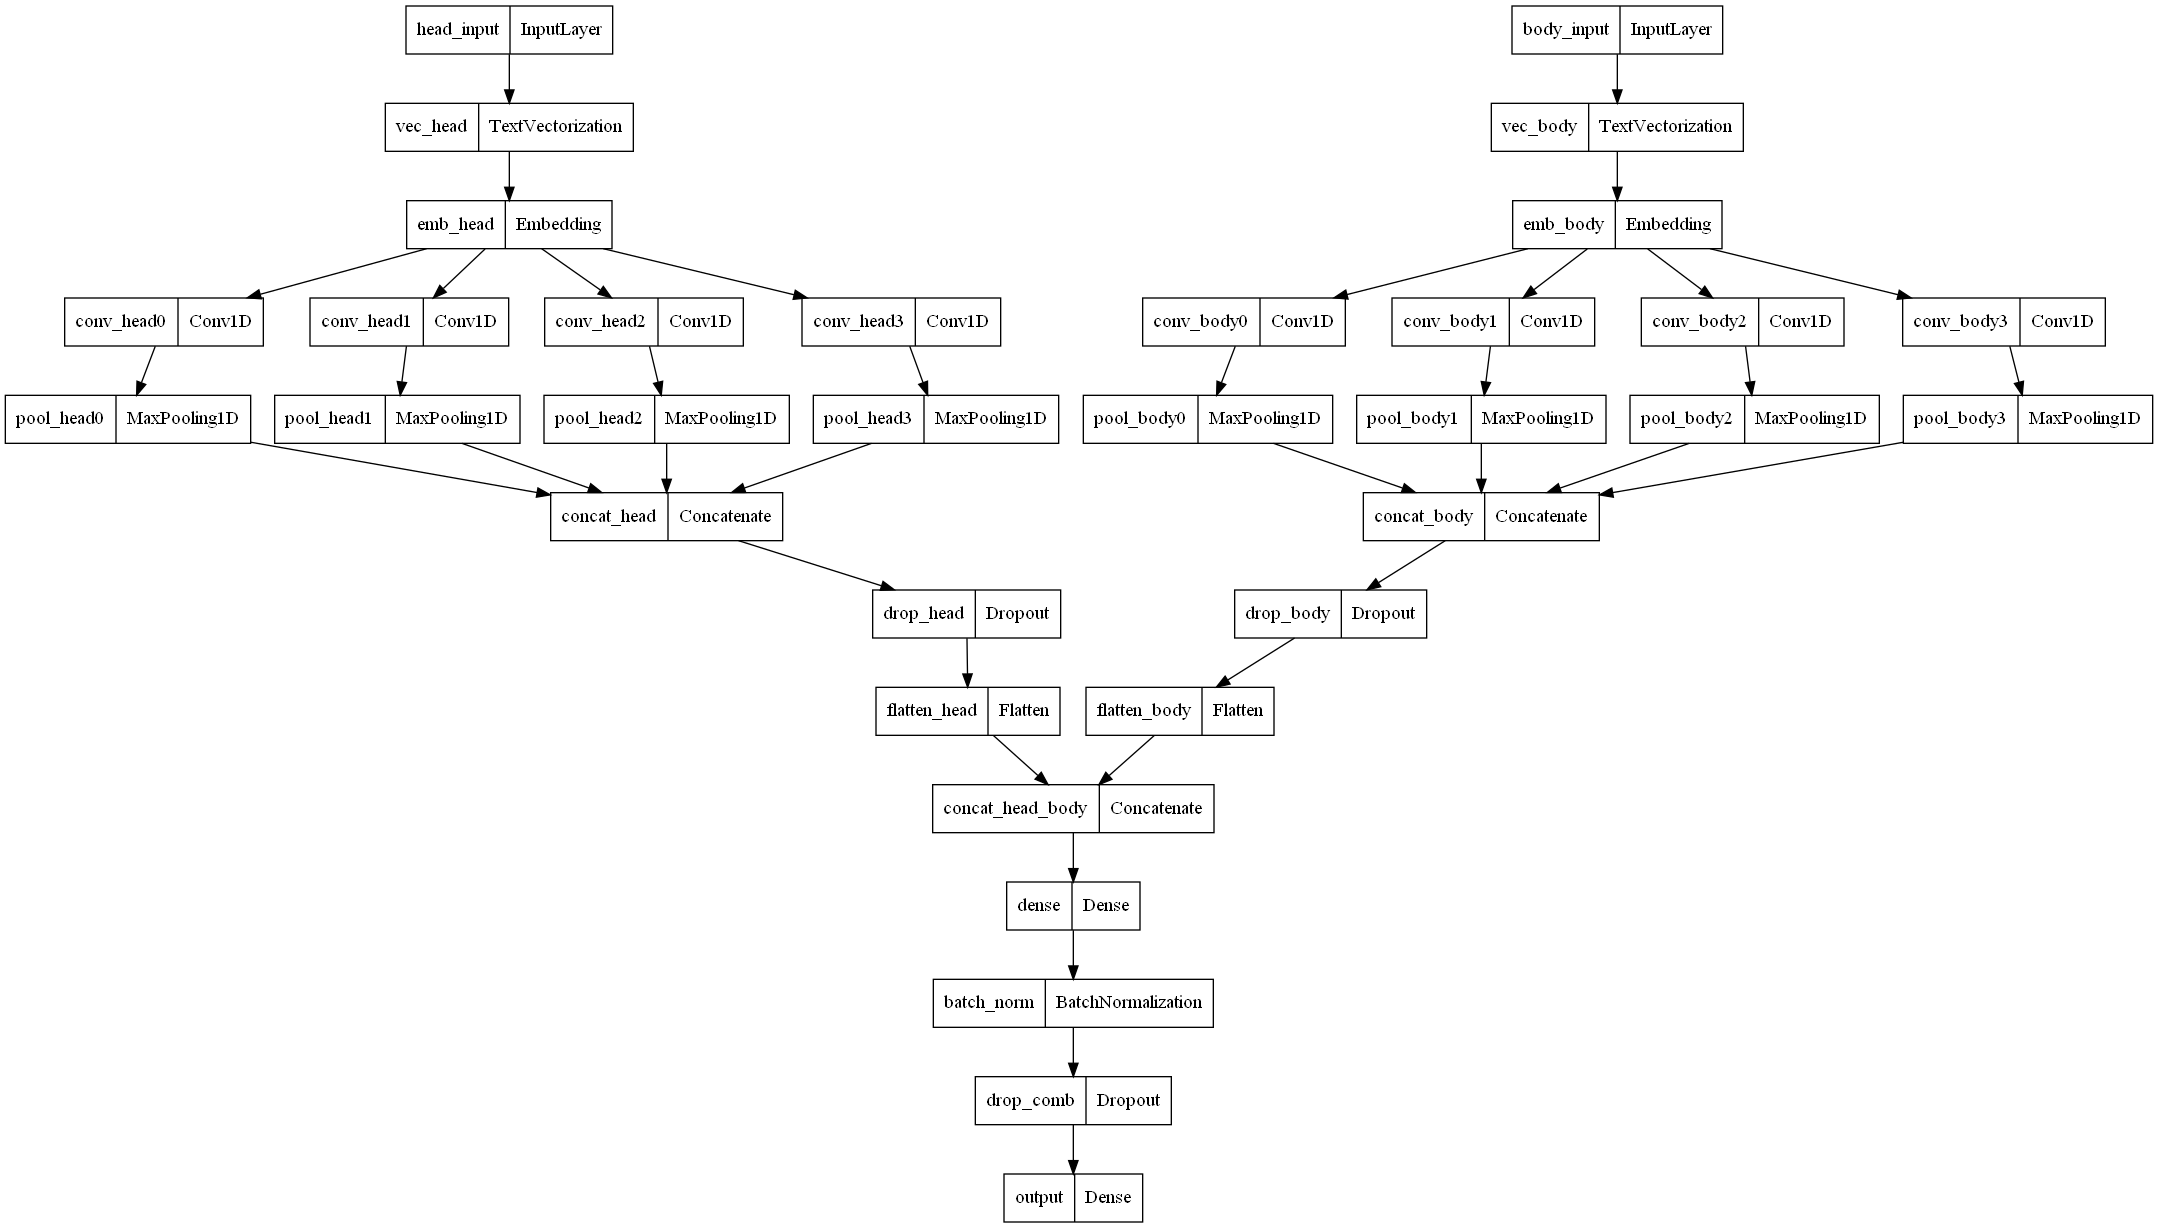 head_input InputLayer body_input InputLayer
vec_head TextVectorization vec_body TextVectorization
emb_head Embedding emb_body Embedding
conv_head0 Conv1D conv_head1 Conv1D conv_head2 Conv1D conv_head3 Conv1D conv_body0 Conv1D conv_body1 Conv1D conv_body2 Conv1D conv_body3 Conv1D
pool_head0 MaxPooling1D pool_head1 MaxPooling1D pool_head2 MaxPooling1D pool_head3 MaxPooling1D pool_body0 MaxPooling1D pool_body1 MaxPooling1D pool_body2 MaxPooling1D pool_body3 MaxPooling1D
concat_head Concatenate concat_body Concatenate
drop_head Dropout drop_body Dropout
flatten_head Flatten flatten_body Flatten
concat_head_body Concatenate
dense Dense
batch_norm BatchNormalization
drop_comb Dropout
output Dense